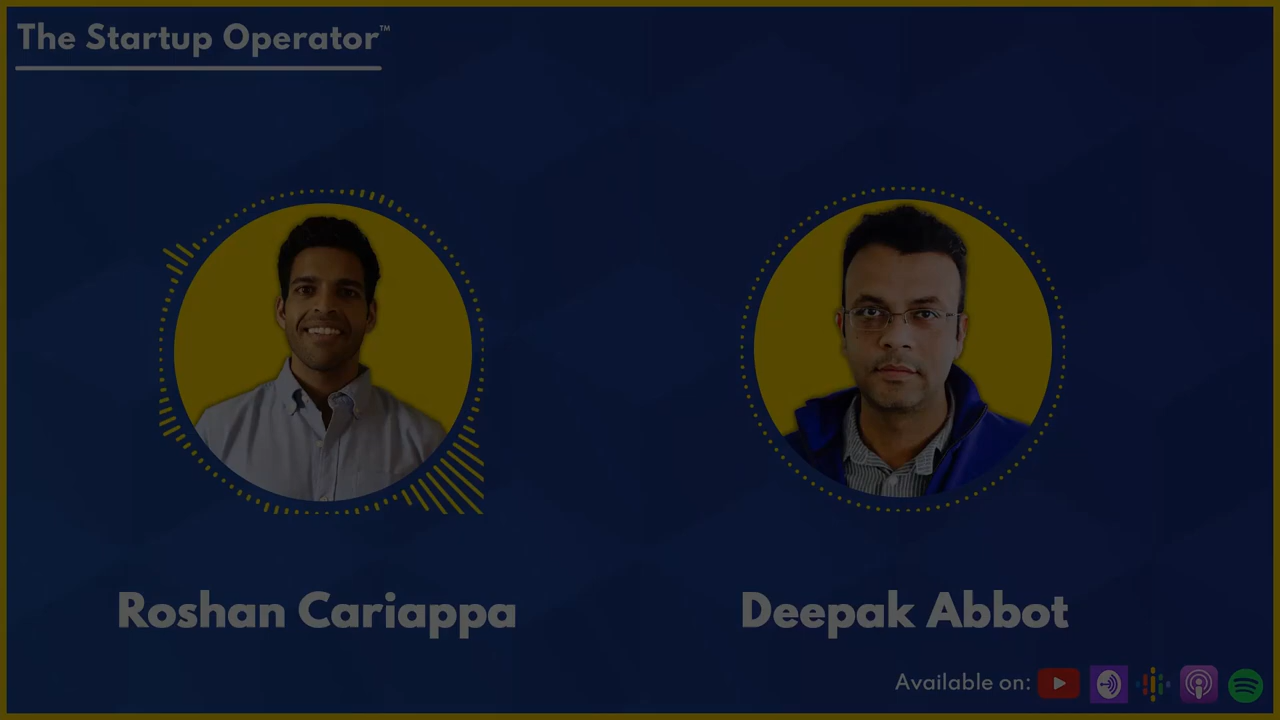 The Startup Operator™
Roshan Cariappa
Deepak Abbot
Available on: